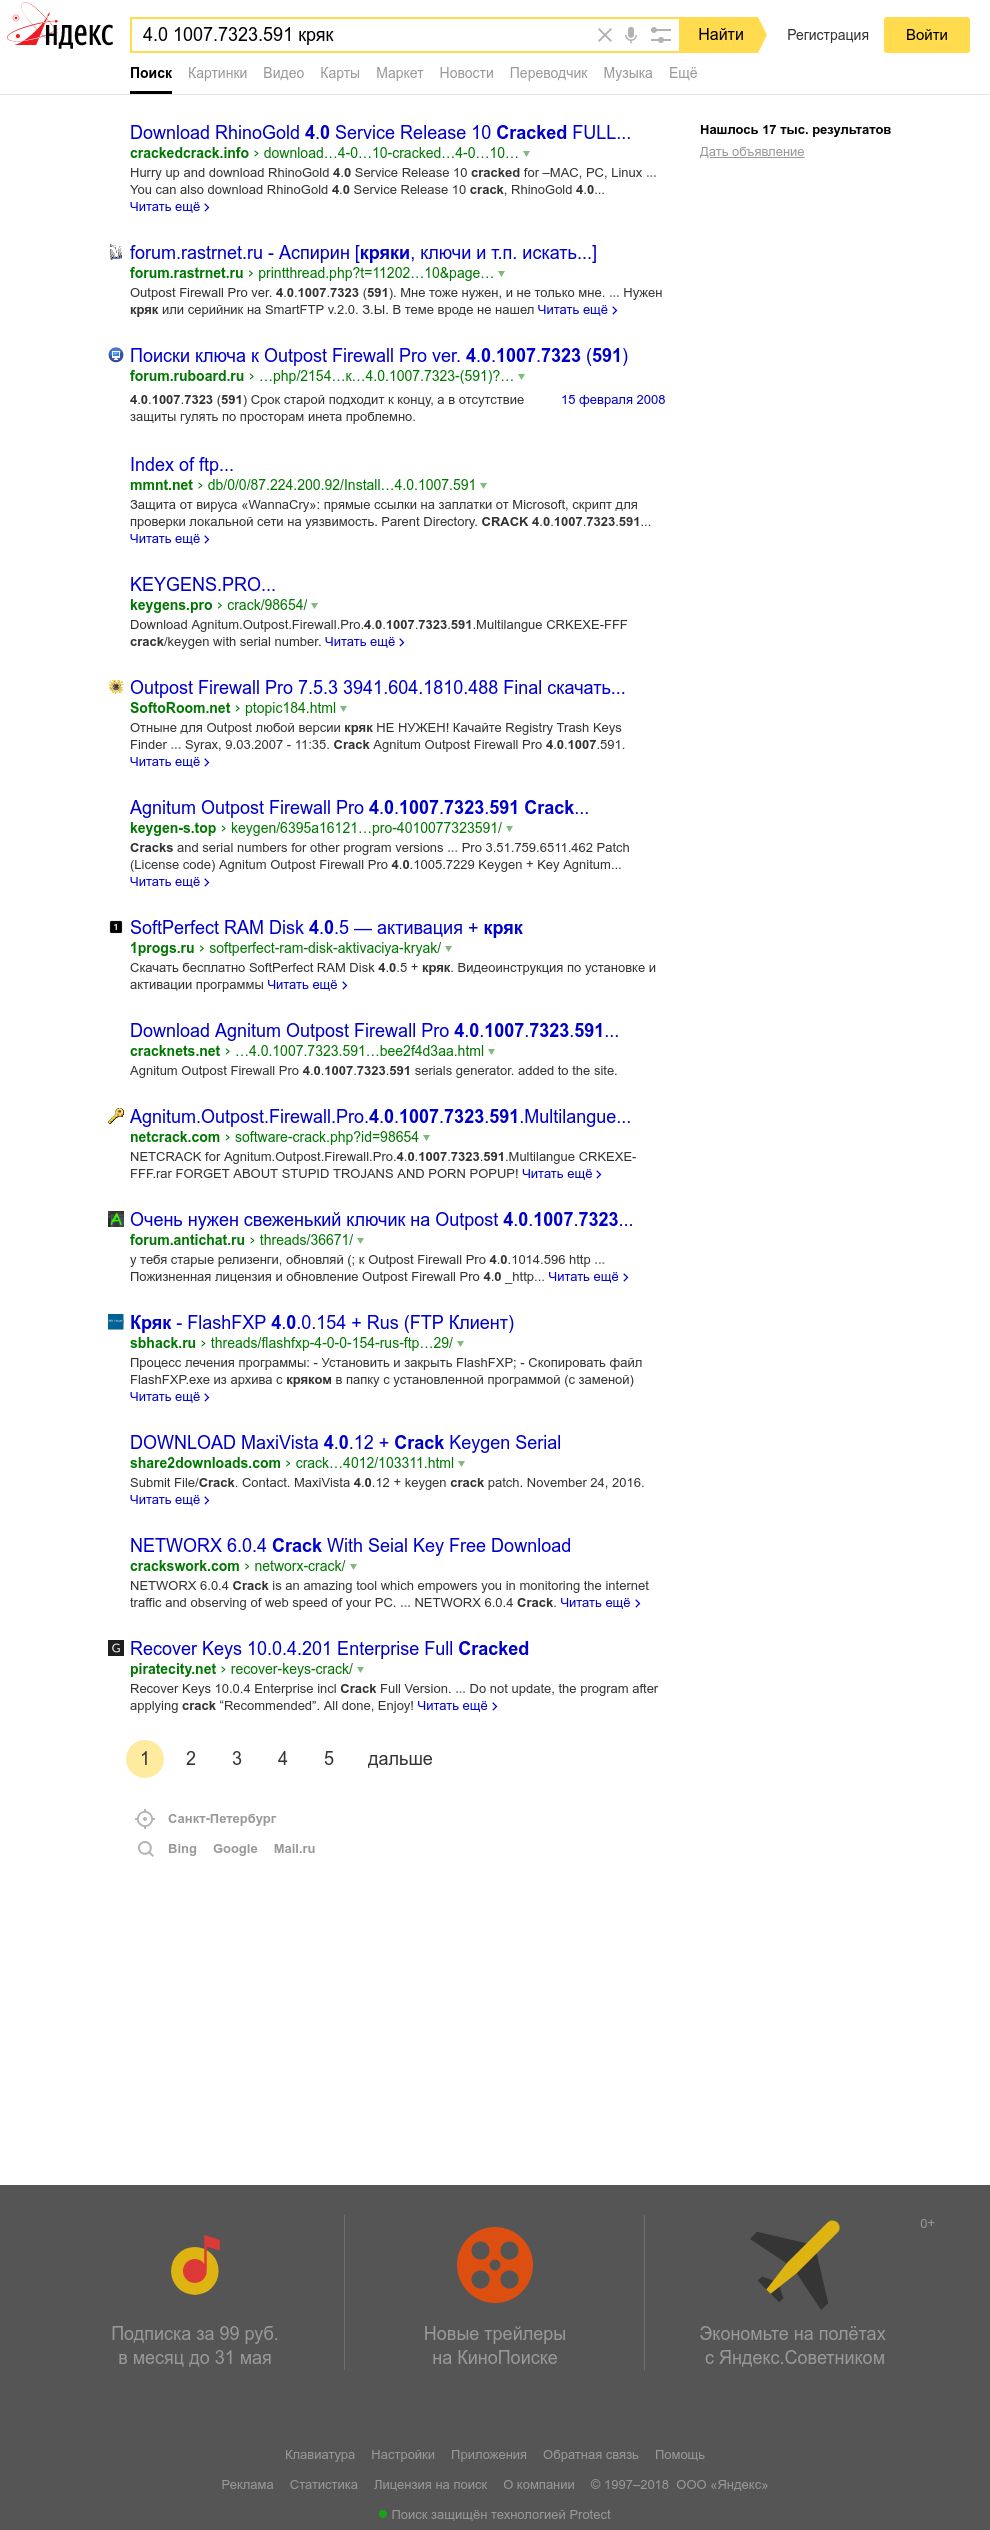 Яндекс
4.0 1007.7323.591 кряк
Найти
Регистрация
Войти
Поиск Картинки Видео Карты Маркет Новости Переводчик Музыка Ещё
Нашлось 17 тыс. результатов
Дать объявление
Download RhinoGold 4.0 Service Release 10 Cracked FULL...
crackedcrack.info › download…4-0…10-cracked…4-0…10…
Hurry up and download RhinoGold 4.0 Service Release 10 cracked for –MAC, PC, Linux ...
You can also download RhinoGold 4.0 Service Release 10 crack, RhinoGold 4.0...
Читать ещё ›
forum.rastrnet.ru - Аспирин [кряки, ключи и т.п. искать...]
forum.rastrnet.ru › printthread.php?t=11202…10&page…
Outpost Firewall Pro ver. 4.0.1007.7323 (591). Мне тоже нужен, и не только мне. ... Нужен
кряк или серийник на SmartFTP v.2.0. З.Ы. В теме вроде не нашел Читать ещё ›
Поиски ключа к Outpost Firewall Pro ver. 4.0.1007.7323 (591)
forum.ruboard.ru › …php/2154…к…4.0.1007.7323-(591)?…
4.0.1007.7323 (591) Срок старой подходит к концу, а в отсутствие
защиты гулять по просторам инета проблемно.
15 февраля 2008
Index of ftp...
mmnt.net › db/0/0/87.224.200.92/Install…4.0.1007.591
Защита от вируса «WannaCry»: прямые ссылки на заплатки от Microsoft, скрипт для
проверки локальной сети на уязвимость. Parent Directory. CRACK 4.0.1007.7323.591...
Читать ещё ›
KEYGENS.PRO...
keygens.pro › crack/98654/
Download Agnitum.Outpost.Firewall.Pro.4.0.1007.7323.591.Multilangue CRKEXE-FFF
crack/keygen with serial number. Читать ещё ›
Outpost Firewall Pro 7.5.3 3941.604.1810.488 Final скачать...
SoftoRoom.net › ptopic184.html
Отныне для Outpost любой версии кряк НЕ НУЖЕН! Качайте Registry Trash Keys
Finder ... Syrax, 9.03.2007 - 11:35. Crack Agnitum Outpost Firewall Pro 4.0.1007.591.
Читать ещё ›
Agnitum Outpost Firewall Pro 4.0.1007.7323.591 Crack...
keygen-s.top › keygen/6395a16121…pro-4010077323591/
Cracks and serial numbers for other program versions ... Pro 3.51.759.6511.462 Patch
(License code) Agnitum Outpost Firewall Pro 4.0.1005.7229 Keygen + Key Agnitum...
Читать ещё ›
SoftPerfect RAM Disk 4.0.5 — активация + кряк
1progs.ru › softperfect-ram-disk-aktivaciya-kryak/
Скачать бесплатно SoftPerfect RAM Disk 4.0.5 + кряк. Видеоинструкция по установке и
активации программы Читать ещё ›
Download Agnitum Outpost Firewall Pro 4.0.1007.7323.591...
cracknets.net › …4.0.1007.7323.591…bee2f4d3aa.html
Agnitum Outpost Firewall Pro 4.0.1007.7323.591 serials generator. added to the site.
Agnitum.Outpost.Firewall.Pro.4.0.1007.7323.591.Multilangue...
netcrack.com › software-crack.php?id=98654
NETCRACK for Agnitum.Outpost.Firewall.Pro.4.0.1007.7323.591.Multilangue CRKEXE-
FFF.rar FORGET ABOUT STUPID TROJANS AND PORN POPUP! Читать ещё ›
Очень нужен свеженький ключик на Outpost 4.0.1007.7323...
forum.antichat.ru › threads/36671/
у тебя старые релизенги, обновляй (; к Outpost Firewall Pro 4.0.1014.596 http ...
Пожизненная лицензия и обновление Outpost Firewall Pro 4.0 _http... Читать ещё ›
Кряк - FlashFXP 4.0.0.154 + Rus (FTP Клиент)
sbhack.ru › threads/flashfxp-4-0-0-154-rus-ftp…29/
Процесс лечения программы: - Установить и закрыть FlashFXP; - Скопировать файл
FlashFXP.exe из архива с кряком в папку с установленной программой (с заменой)
Читать ещё ›
DOWNLOAD MaxiVista 4.0.12 + Crack Keygen Serial
share2downloads.com › crack…4012/103311.html
Submit File/Crack. Contact. MaxiVista 4.0.12 + keygen crack patch. November 24, 2016.
Читать ещё ›
NETWORX 6.0.4 Crack With Seial Key Free Download
crackswork.com › networx-crack/
NETWORX 6.0.4 Crack is an amazing tool which empowers you in monitoring the internet
traffic and observing of web speed of your PC. ... NETWORX 6.0.4 Crack. Читать ещё ›
Recover Keys 10.0.4.201 Enterprise Full Cracked
piratecity.net › recover-keys-crack/
Recover Keys 10.0.4 Enterprise incl Crack Full Version. ... Do not update, the program after
applying crack “Recommended”. All done, Enjoy! Читать ещё ›
1 2 3 4 5 дальше
Санкт-Петербург
Bing Google Mail.ru
0+
Подписка за 99 руб.
в месяц до 31 мая
Новые трейлеры
на КиноПоиске
Экономьте на полётах
с Яндекс.Советником
Клавиатура Настройки Приложения Обратная связь Помощь
Реклама Статистика Лицензия на поиск О компании © 1997–2018 ООО «Яндекс»
Поиск защищён технологией Protect